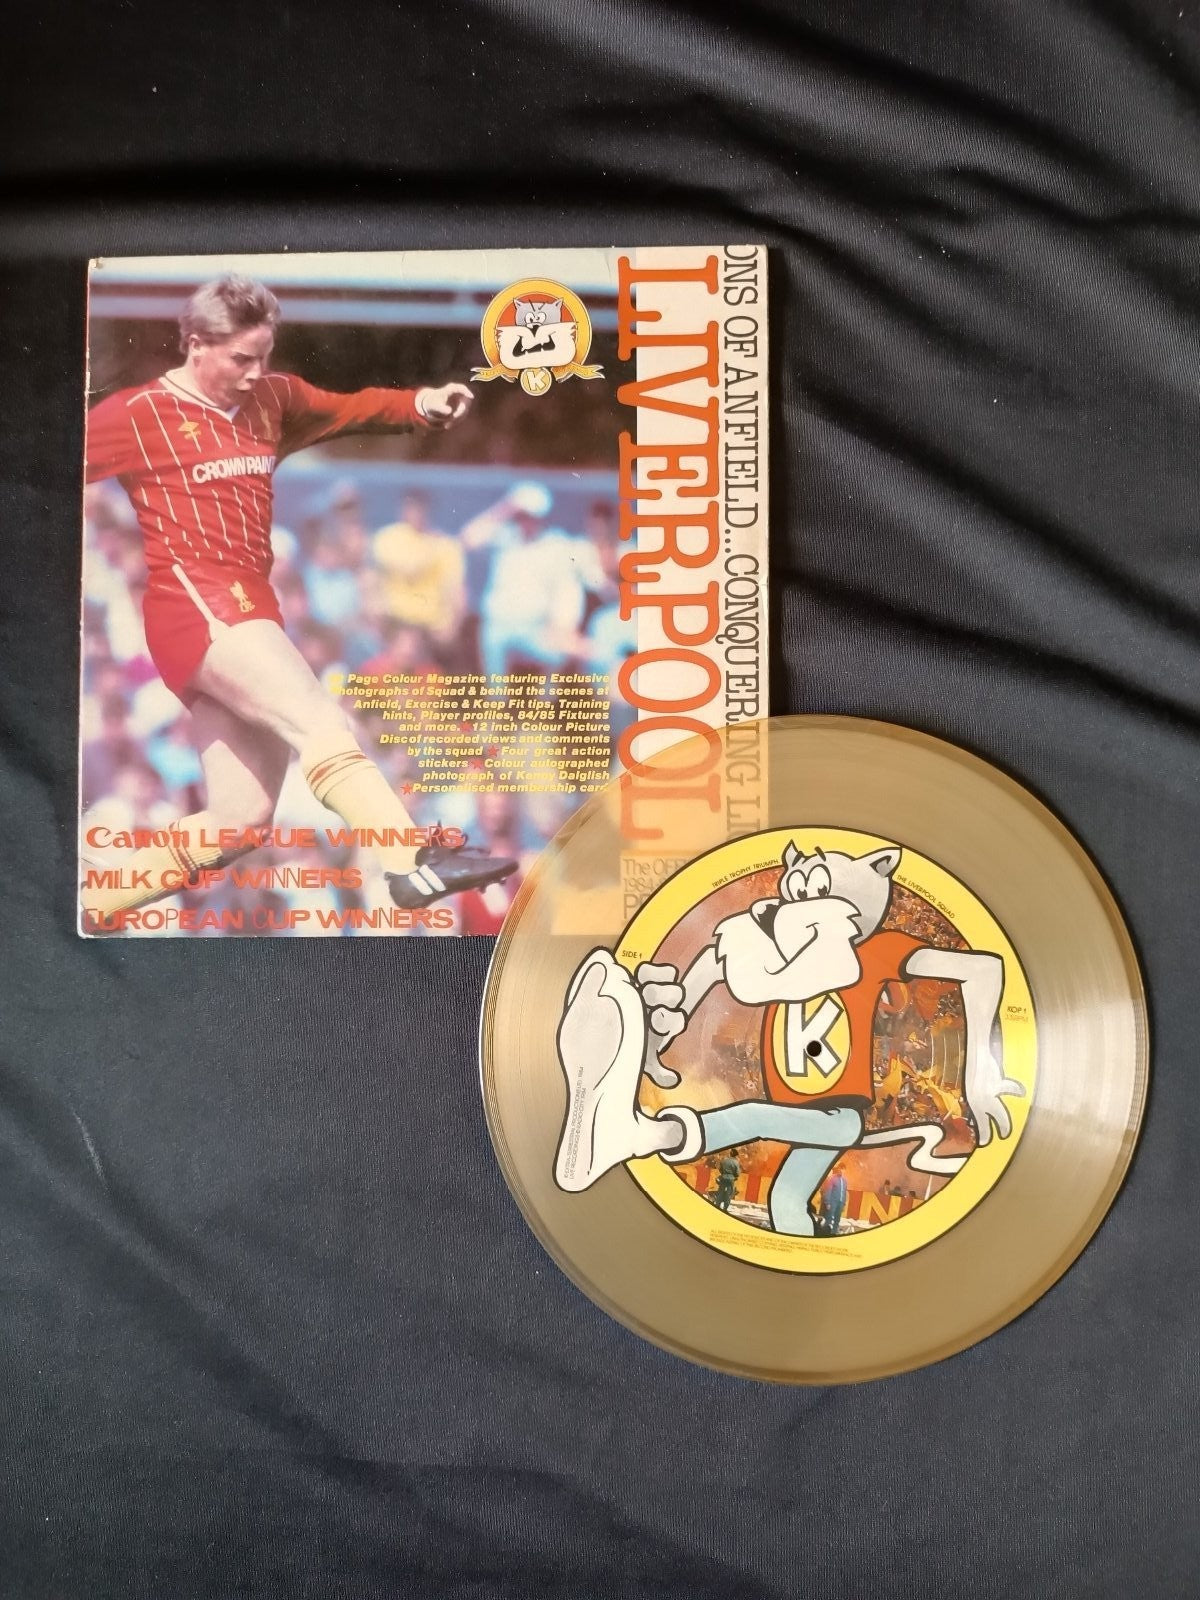 ONS OF ANFIELD...CONQUERING LI
LIVERPOOL
K
CROWN PAINT
Page Colour Magazine featuring Exclusive
Photographs of Squad & behind the scenes at
Anfield, Exercise & Keep Fit tips, Training
hints, Player profiles, 84/85 Fixtures
and more.★12 inch Colour Picture
Disc of recorded views and comments
by the squad ★Four great action
stickers ★Colour autographed
photograph of Kenny Dalglish
★Personalised membership card
Canon LEAGUE WINNERS
MILK CUP WINNERS
EUROPEAN CUP WINNERS
The OFF
1984
TRIPLE TROPHY TRIUMPH
THE LIVERPOOL SQUAD
SIDE 1
KOP 1
K